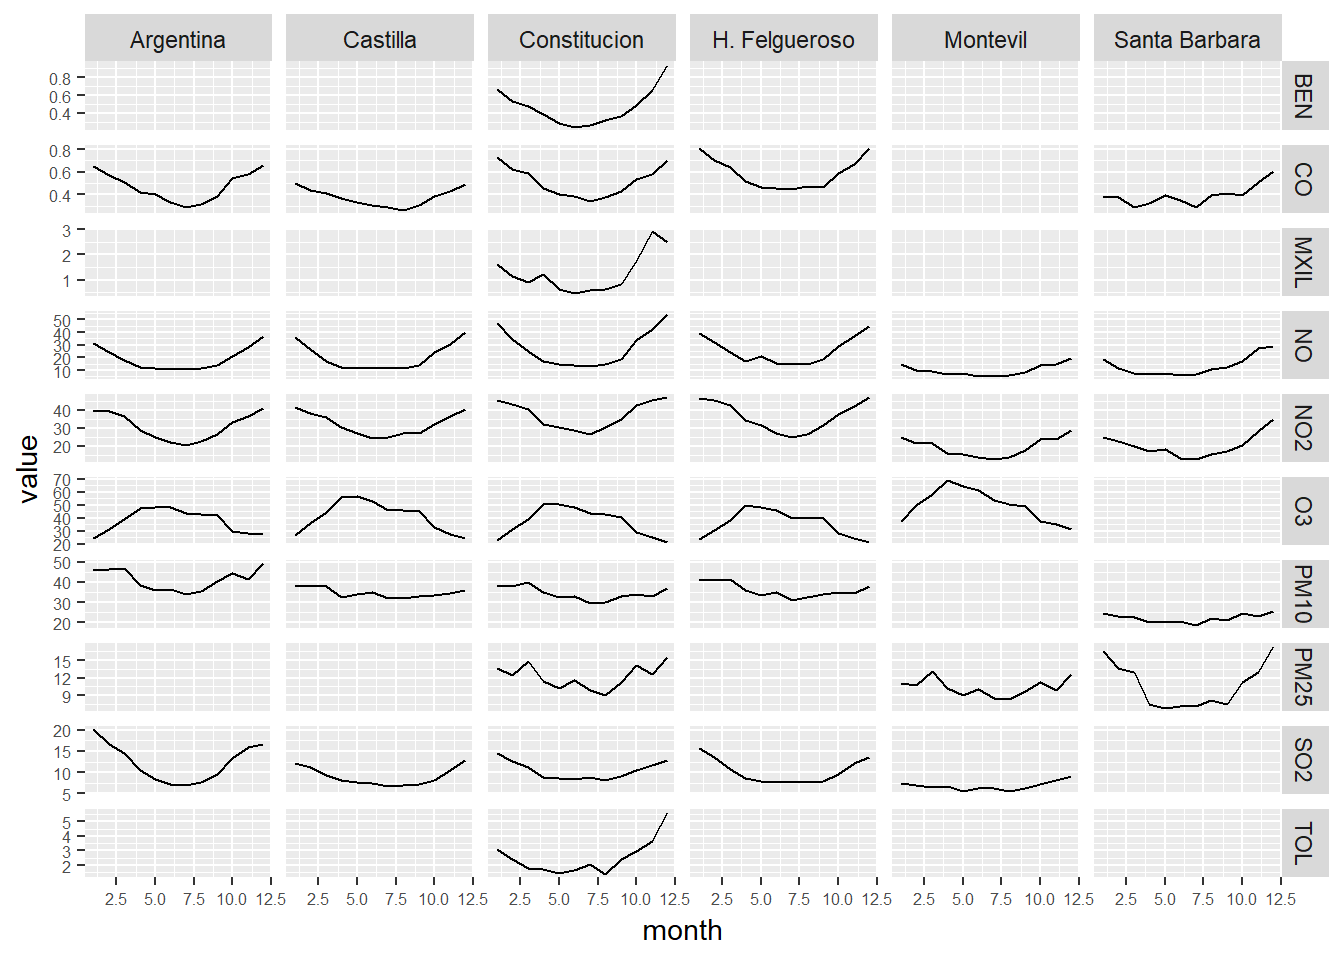 Argentina Castilla Constitucion H. Felgueroso Montevil Santa Barbara
0.8 0.6 0.4 BEN
0.8 0.6 0.4 CO
3 2 1 MXIL
50 40 30 20 10 NO
40 30 20 NO2
70 60 50 40 30 20 O3
50 40 30 20 PM10
15 12 9 PM25
20 15 10 5 SO2
5 4 3 2 TOL
2.5 5.0 7.5 10.0 12.5 2.5 5.0 7.5 10.0 12.5 2.5 5.0 7.5 10.0 12.5 2.5 5.0 7.5 10.0 12.5 2.5 5.0 7.5 10.0 12.5 2.5 5.0 7.5 10.0 12.5
month
value